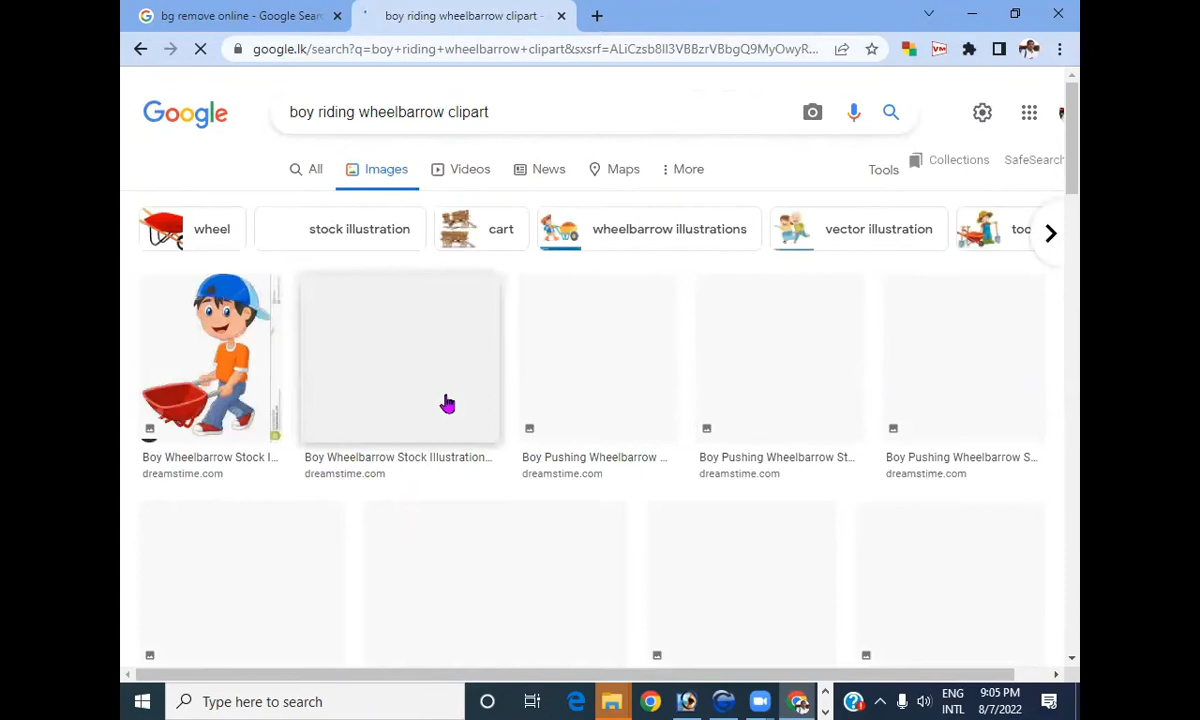 bg remove online - Google Sear
boy riding wheelbarrow clipart -
google.lk/search?q=boy+riding+wheelbarrow+clipart&sxsrf=ALiCzsb8lI3VBBzrVBbgQ9MyOwyR...
Google
boy riding wheelbarrow clipart
All
Images
Videos
News
Maps
More
Tools
Collections
SafeSearch
wheel
stock illustration
cart
wheelbarrow illustrations
vector illustration
too
Boy Wheelbarrow Stock I...
dreamstime.com
Boy Wheelbarrow Stock Illustration...
dreamstime.com
Boy Pushing Wheelbarrow ...
dreamstime.com
Boy Pushing Wheelbarrow St...
dreamstime.com
Boy Pushing Wheelbarrow S...
dreamstime.com
Type here to search
ENG
INTL
9:05 PM
8/7/2022